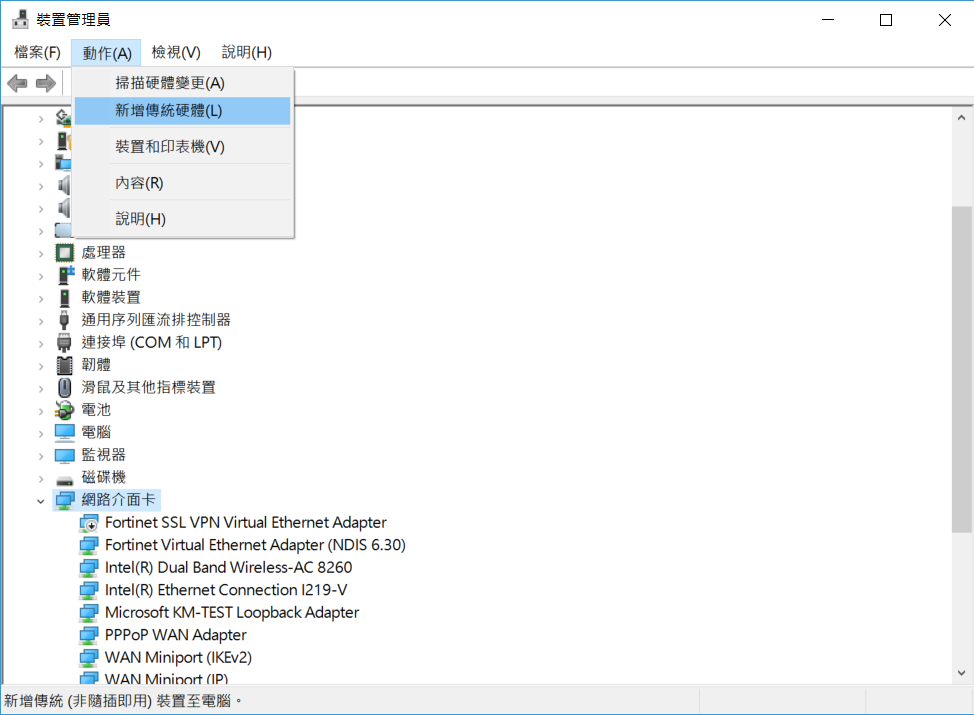 裝置管理員
檔案(F) 動作(A) 檢視(V) 說明(H)
掃描硬體變更(A)
新增傳統硬體(L)
裝置和印表機(V)
內容(R)
說明(H)
處理器
軟體元件
軟體裝置
通用序列匯流排控制器
連接埠 (COM 和 LPT)
韌體
滑鼠及其他指標裝置
電池
電腦
監視器
磁碟機
網路介面卡
Fortinet SSL VPN Virtual Ethernet Adapter
Fortinet Virtual Ethernet Adapter (NDIS 6.30)
Intel(R) Dual Band Wireless-AC 8260
Intel(R) Ethernet Connection I219-V
Microsoft KM-TEST Loopback Adapter
PPPoP WAN Adapter
WAN Miniport (IKEv2)
WAN Miniport (IP)
新增傳統 (非隨插即用) 裝置至電腦。